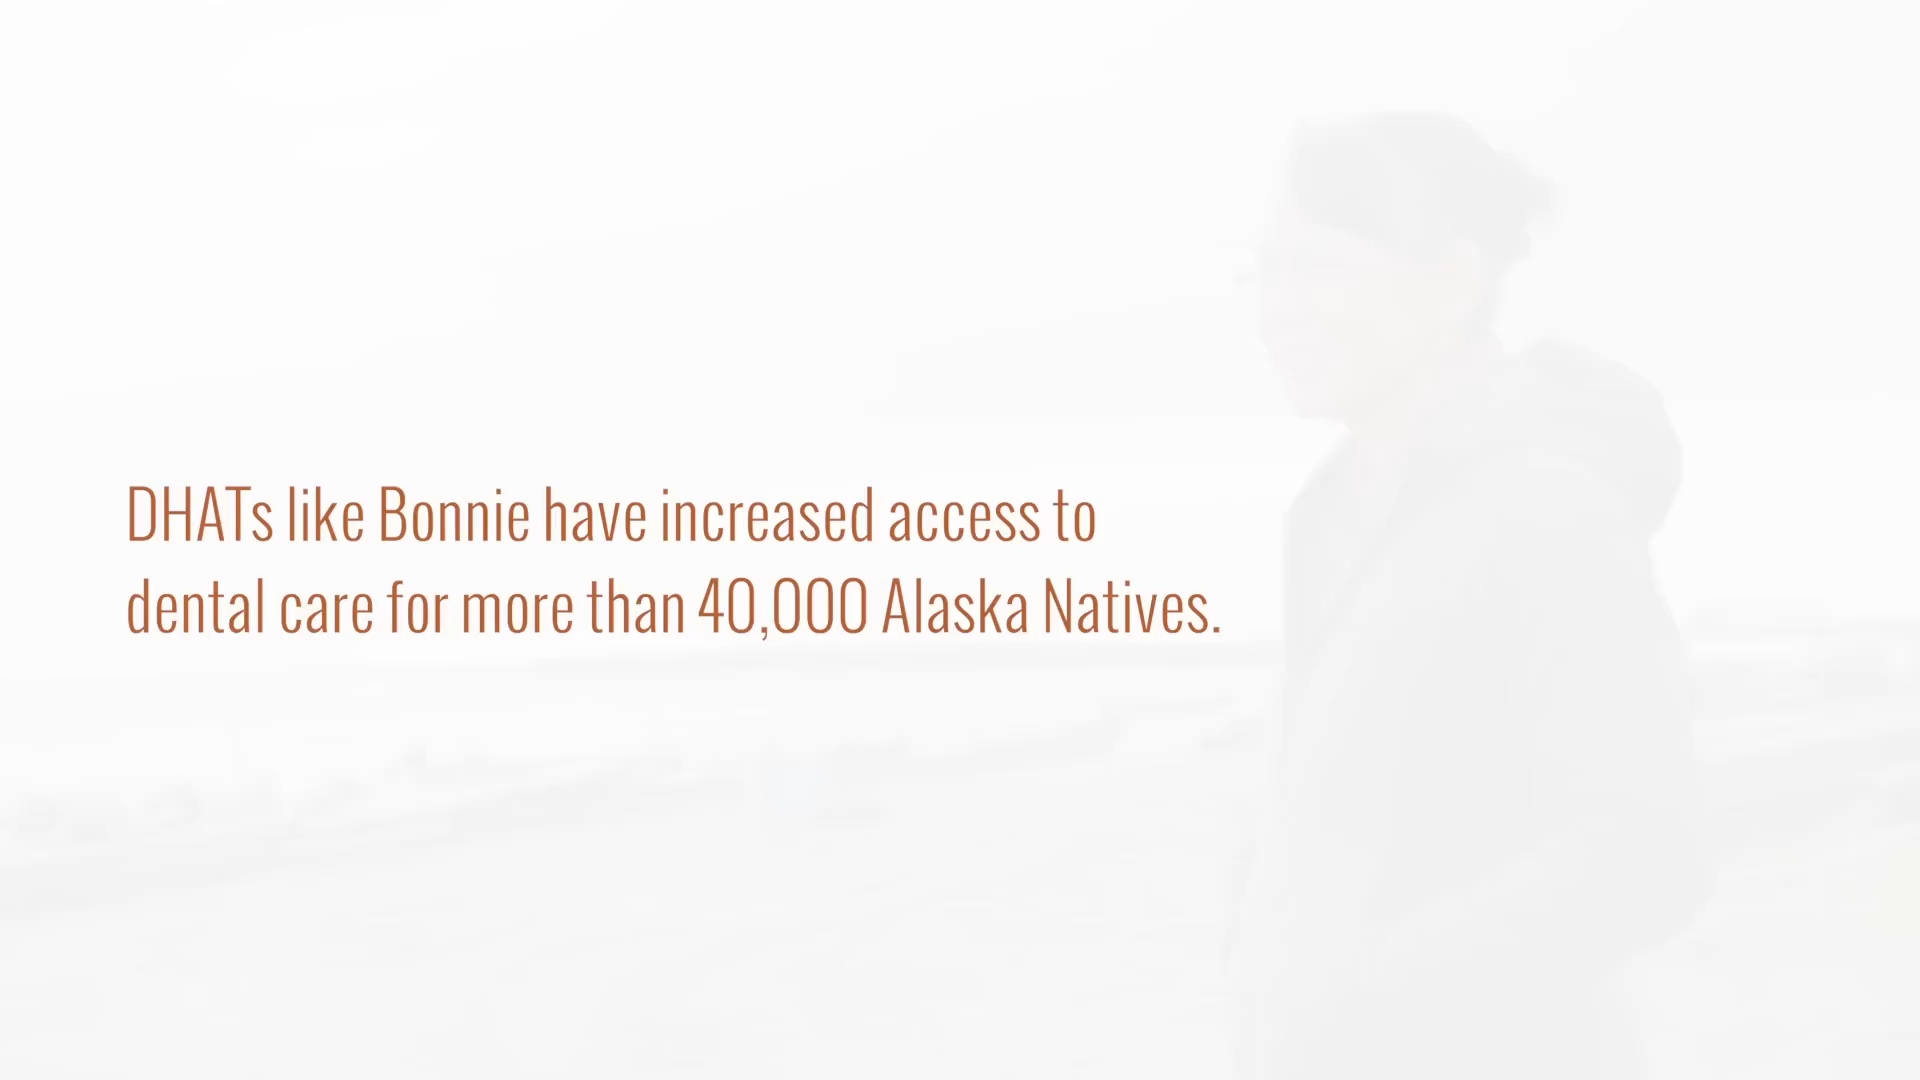 DHATs like Bonnie have increased access to
dental care for more than 40,000 Alaska Natives.